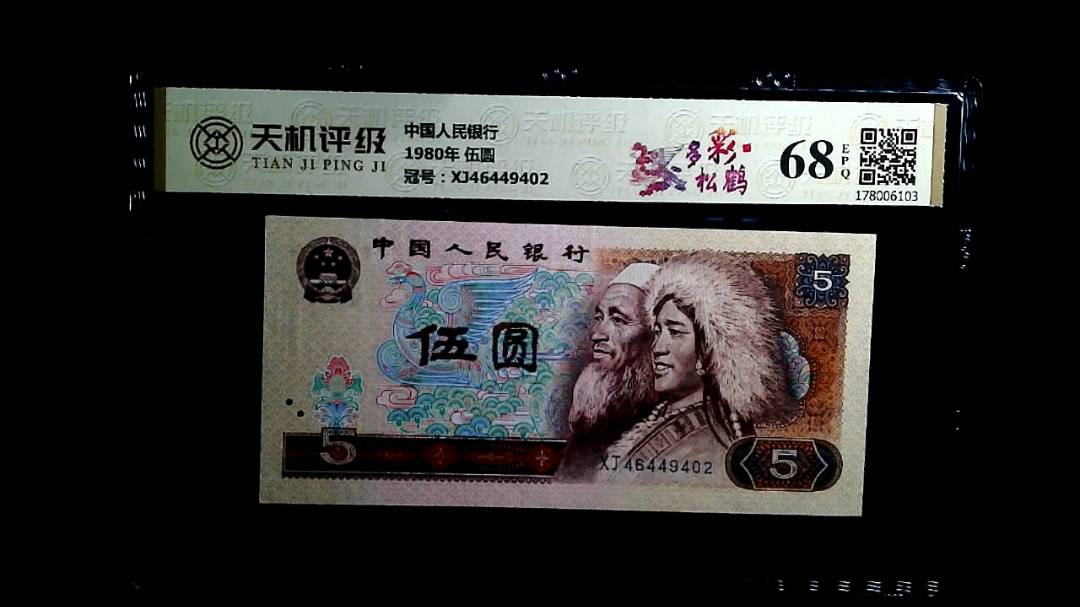 天机评级
TIAN JI PING JI
中国人民银行
1980年 伍圆
冠号：XJ46449402
多彩·
松鹤
68
EPQ
178006103
中国人民银行
5
伍圆
5
XJ46449402
5